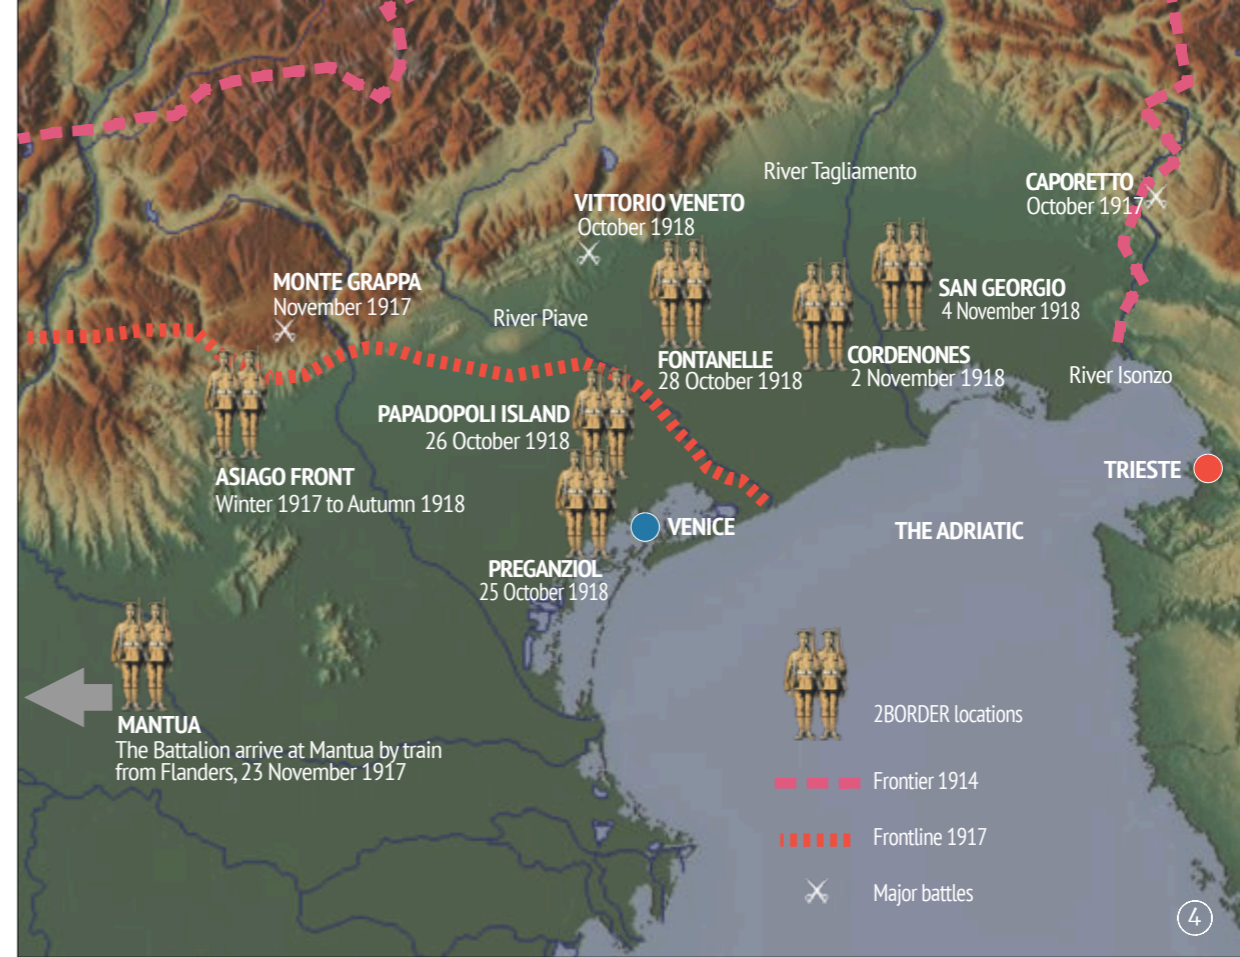 River Tagliamento
CAPORETTO
October 1917
VITTORIO VENETO
October 1918
MONTE GRAPPA
November 1917
River Piave
SAN GEORGIO
4 November 1918
FONTANELLE
28 October 1918
CORDENONES
2 November 1918
River Isonzo
PAPADOPOLI ISLAND
26 October 1918
ASIAGO FRONT
Winter 1917 to Autumn 1918
TRIESTE
VENICE
THE ADRIATIC
PREGANZIOL
25 October 1918
MANTUA
The Battalion arrive at Mantua by train
from Flanders, 23 November 1917
2BORDER locations
Frontier 1914
Frontline 1917
Major battles
4